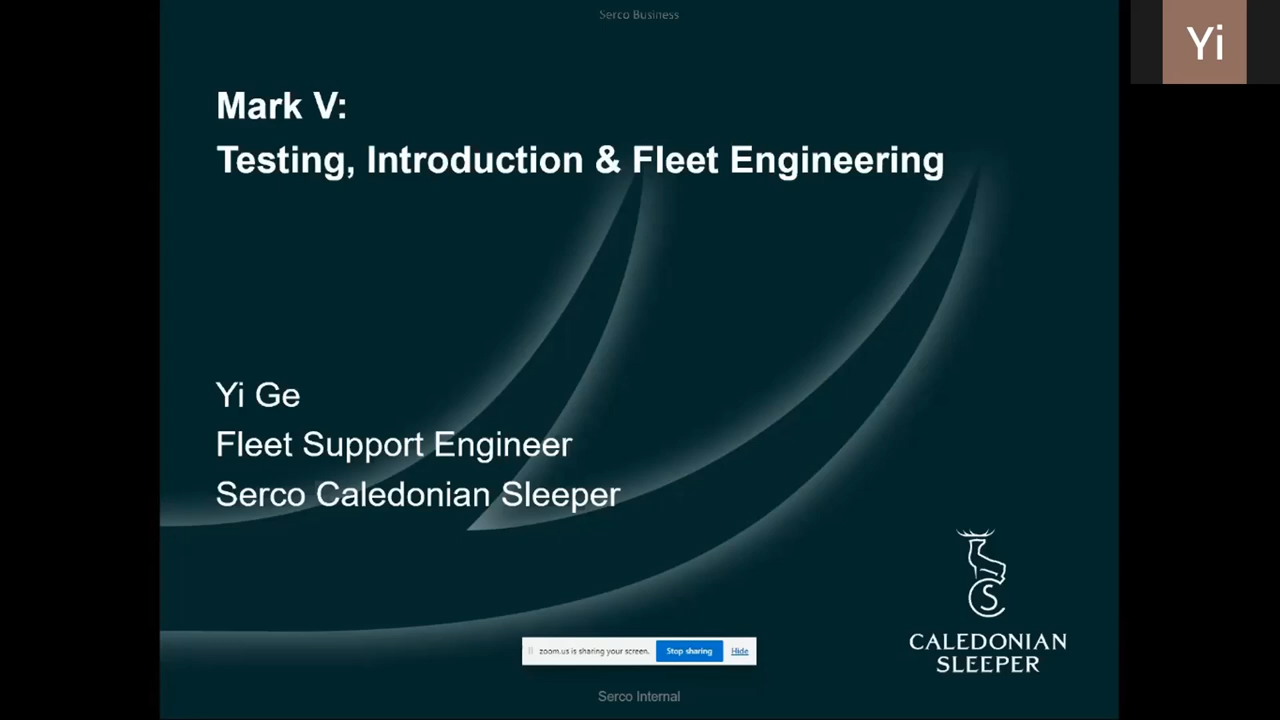 Serco Business
Yi
Mark V:
Testing, Introduction & Fleet Engineering
Yi Ge
Fleet Support Engineer
Serco Caledonian Sleeper
CS
CALEDONIAN
SLEEPER
zoom.us is sharing your screen. Stop sharing Hide
Serco Internal